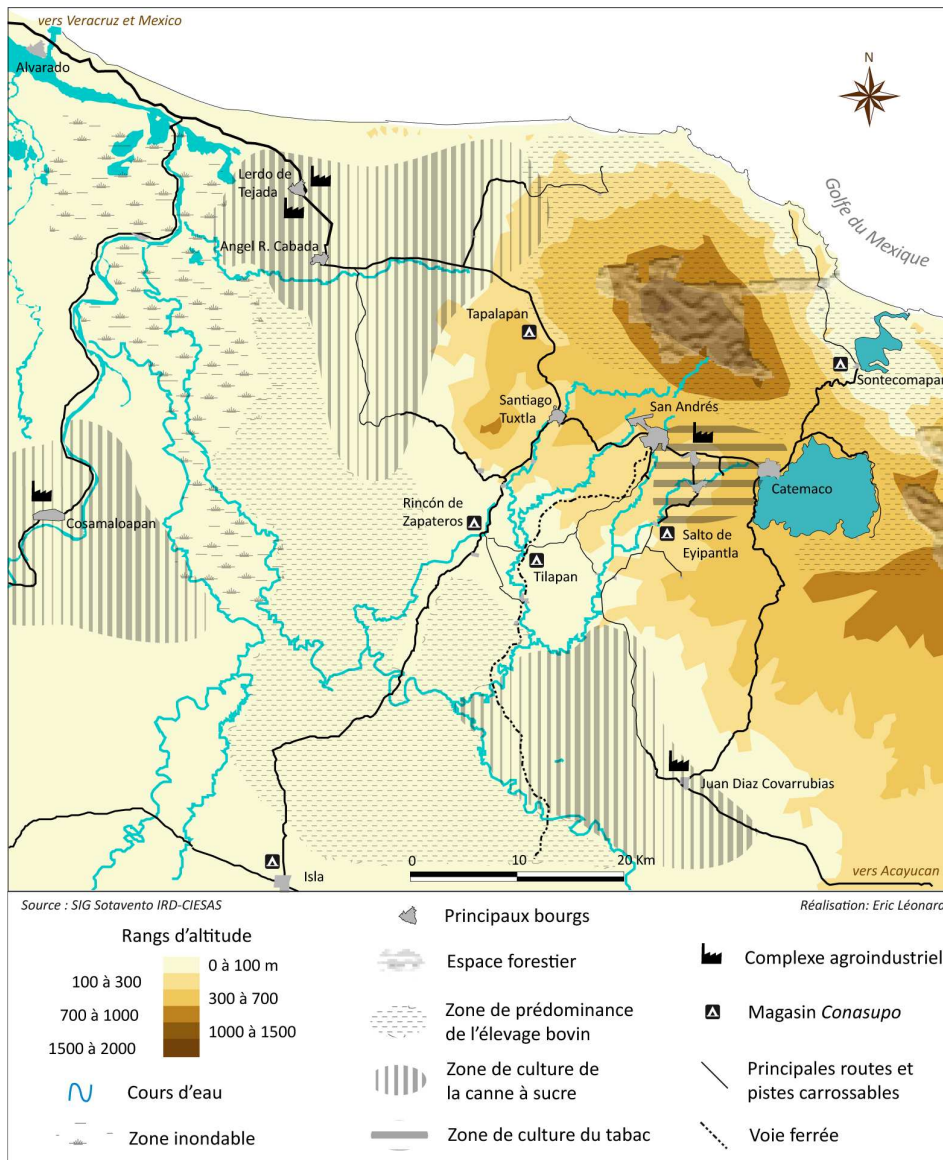 vers Veracruz et Mexico
Alvarado
N
Lerdo de
Tejada
Golfe du Mexique
Angel R. Cabada
Tapalapan
Sontecomapan
Santiago
Tuxtla
San Andrés
Catemaco
Rincón de
Zapateros
Cosamaloapan
Salto de
Eyipantla
Tilapan
Juan Diaz Covarrubias
0 10 20 Km
Isla
vers Acayucan
Source : SIG Sotavento IRD-CIESAS
Réalisation: Eric Léonard
Rangs d'altitude
0 à 100 m
100 à 300
300 à 700
700 à 1000
1000 à 1500
1500 à 2000
Cours d'eau
Zone inondable
Principaux bourgs
Espace forestier
Zone de prédominance
de l'élevage bovin
Zone de culture de
la canne à sucre
Zone de culture du tabac
Complexe agroindustriel
Magasin Conasupo
Principales routes et
pistes carrossables
Voie ferrée